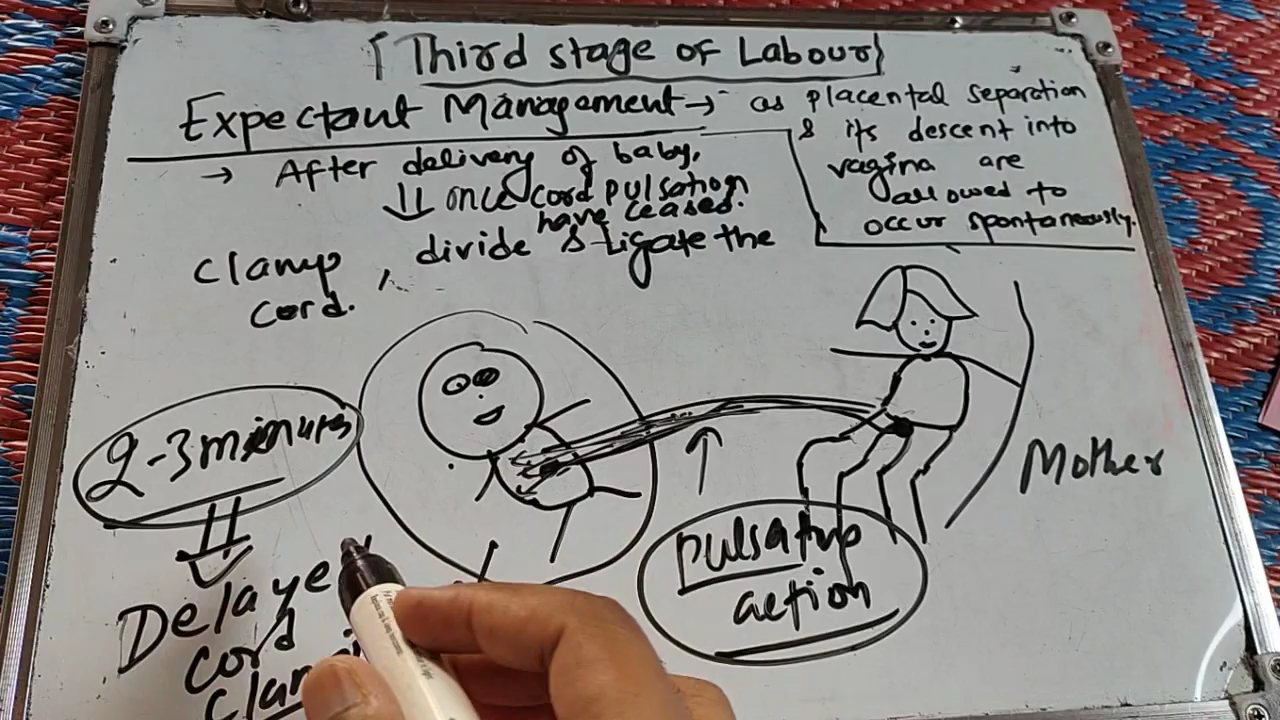 [Third stage of Labour}
Expectant Management → as placental separation
& its descent into
vagina are
allowed to
occur spontaneously.
→ After delivery of baby,
⇓ once cord pulsation
have ceased.
clamp, divide & Ligate the
cord.
2-3 minutes
⇓
Delayed
cord
Mother
pulsatup
action